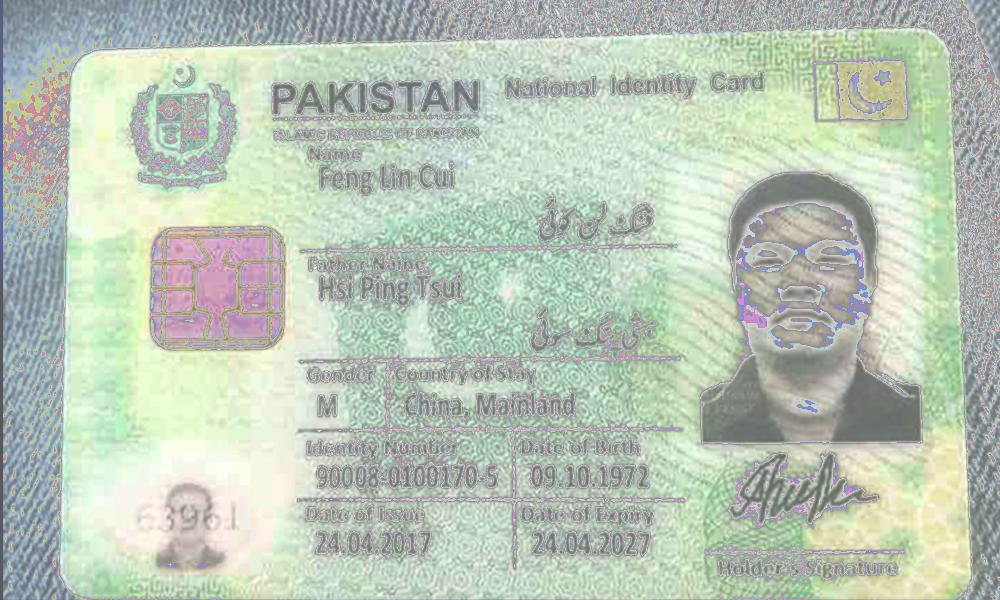 PAKISTAN National Identity Card
ISLAMIC REPUBLIC OF PAKISTAN
Name
Feng Lin Cui
فنگ لن کوئی
Father Name
Hsi Ping Tsui
ہشی پنگ سوئی
Gender Country of Stay
M China, Mainland
Identity Number Date of Birth
90008-0100170-5 09.10.1972
Date of Issue Date of Expiry
24.04.2017 24.04.2027
63961
Holder's Signature